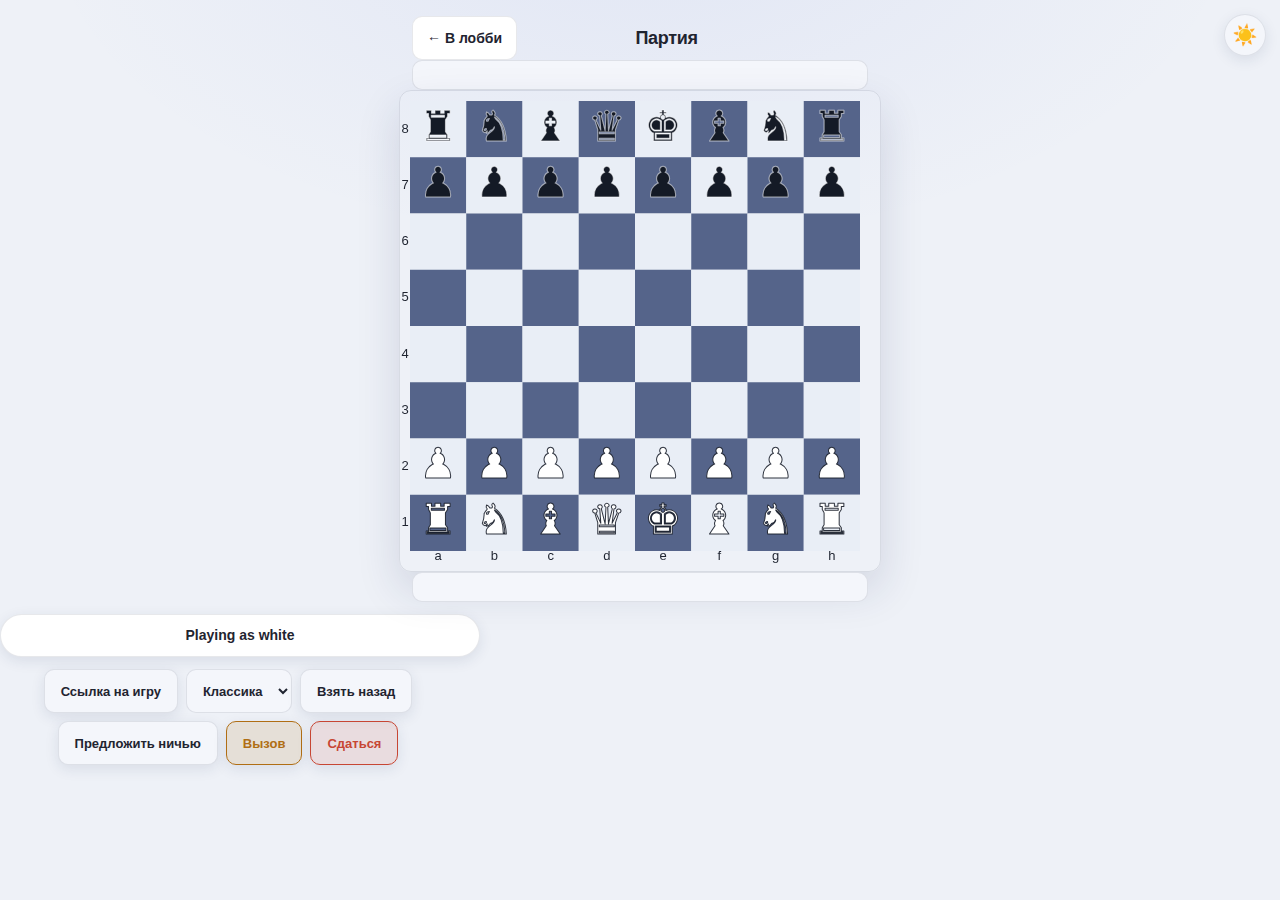 ← В лобби
Партия
8
7
6
5
4
3
2
1
a b c d e f g h
Playing as white
Ссылка на игру Классика Взять назад
Предложить ничью Вызов Сдаться